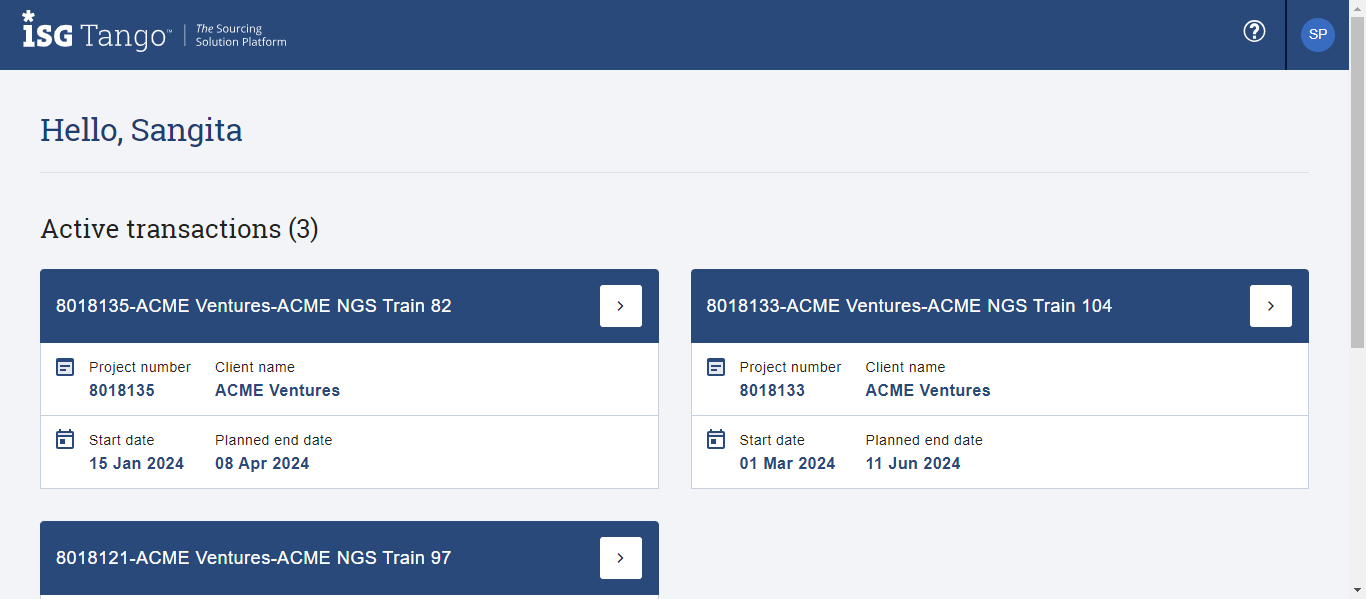 *ISG Tango™ | The Sourcing
Solution Platform
SP
Hello, Sangita
Active transactions (3)
8018135-ACME Ventures-ACME NGS Train 82
Project number Client name
8018135 ACME Ventures
Start date Planned end date
15 Jan 2024 08 Apr 2024
8018133-ACME Ventures-ACME NGS Train 104
Project number Client name
8018133 ACME Ventures
Start date Planned end date
01 Mar 2024 11 Jun 2024
8018121-ACME Ventures-ACME NGS Train 97